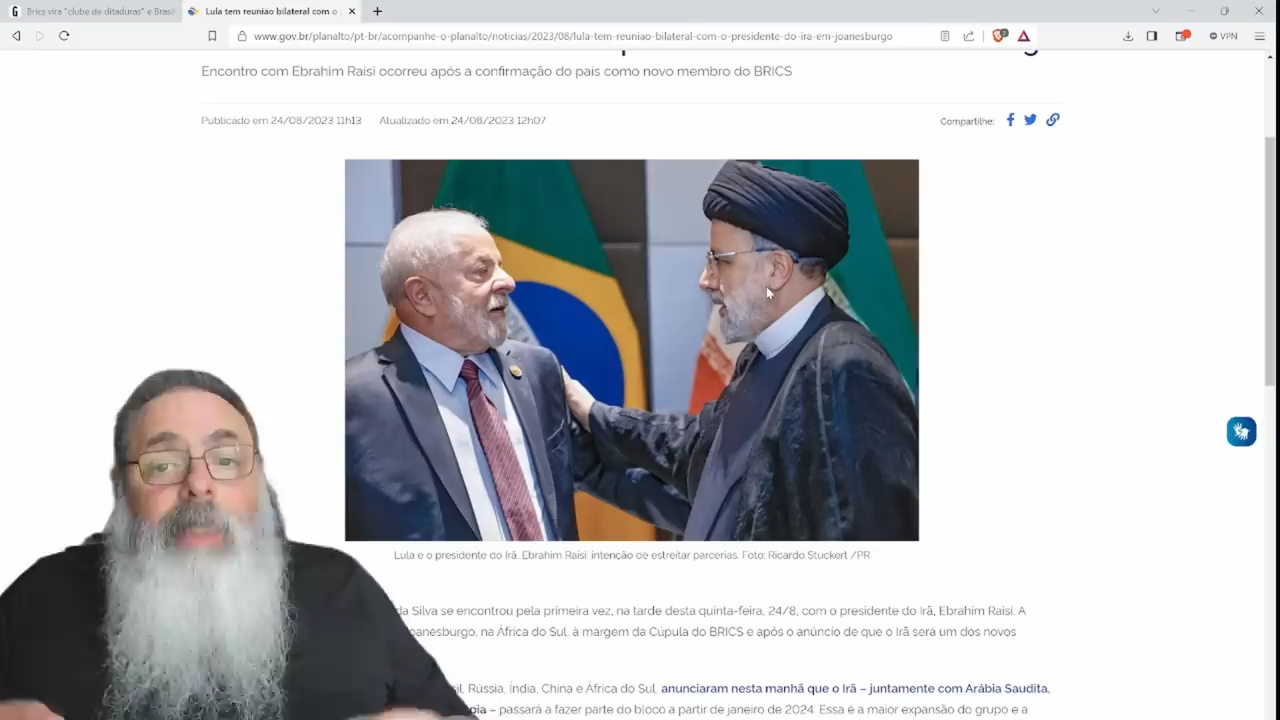 Brics vira "clube de ditaduras" e Brasil
Lula tem reunião bilateral com o
www.gov.br/planalto/pt-br/acompanhe-o-planalto/noticias/2023/08/lula-tem-reuniao-bilateral-com-o-presidente-do-ira-em-joanesburgo
VPN
Encontro com Ebrahim Raisi ocorreu após a confirmação do país como novo membro do BRICS
Publicado em 24/08/2023 11h13 Atualizado em 24/08/2023 12h07
Compartilhe:
Lula e o presidente do Irã, Ebrahim Raisi: intenção de estreitar parcerias. Foto: Ricardo Stuckert /PR
da Silva se encontrou pela primeira vez, na tarde desta quinta-feira, 24/8, com o presidente do Irã, Ebrahim Raisi. A
oanesburgo, na África do Sul, à margem da Cúpula do BRICS e após o anúncio de que o Irã será um dos novos
il, Rússia, Índia, China e África do Sul, anunciaram nesta manhã que o Irã – juntamente com Arábia Saudita,
pia – passará a fazer parte do bloco a partir de janeiro de 2024. Essa é a maior expansão do grupo e a